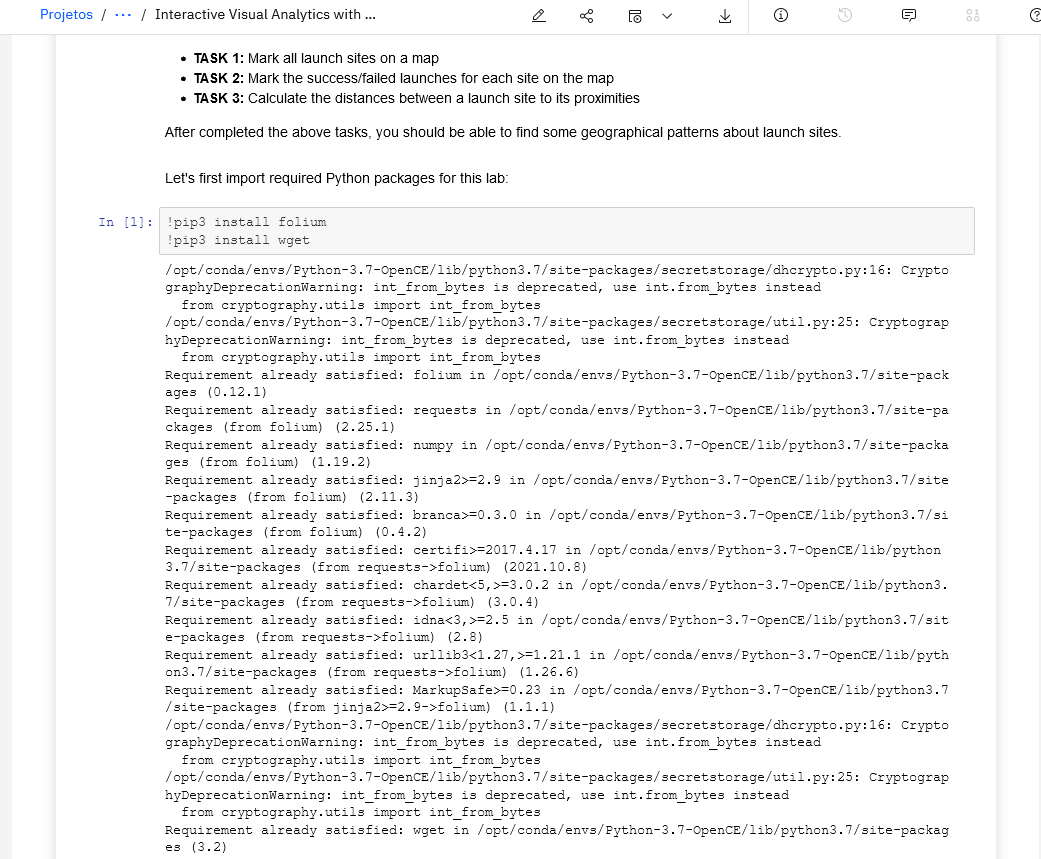 Projetos / ··· / Interactive Visual Analytics with ...
• TASK 1: Mark all launch sites on a map
• TASK 2: Mark the success/failed launches for each site on the map
• TASK 3: Calculate the distances between a launch site to its proximities
After completed the above tasks, you should be able to find some geographical patterns about launch sites.
Let's first import required Python packages for this lab:
In [1]: !pip3 install folium
!pip3 install wget
/opt/conda/envs/Python-3.7-OpenCE/lib/python3.7/site-packages/secretstorage/dhcrypto.py:16: Crypto
graphyDeprecationWarning: int_from_bytes is deprecated, use int.from_bytes instead
  from cryptography.utils import int_from_bytes
/opt/conda/envs/Python-3.7-OpenCE/lib/python3.7/site-packages/secretstorage/util.py:25: Cryptograp
hyDeprecationWarning: int_from_bytes is deprecated, use int.from_bytes instead
  from cryptography.utils import int_from_bytes
Requirement already satisfied: folium in /opt/conda/envs/Python-3.7-OpenCE/lib/python3.7/site-pack
ages (0.12.1)
Requirement already satisfied: requests in /opt/conda/envs/Python-3.7-OpenCE/lib/python3.7/site-pa
ckages (from folium) (2.25.1)
Requirement already satisfied: numpy in /opt/conda/envs/Python-3.7-OpenCE/lib/python3.7/site-packa
ges (from folium) (1.19.2)
Requirement already satisfied: jinja2>=2.9 in /opt/conda/envs/Python-3.7-OpenCE/lib/python3.7/site
-packages (from folium) (2.11.3)
Requirement already satisfied: branca>=0.3.0 in /opt/conda/envs/Python-3.7-OpenCE/lib/python3.7/si
te-packages (from folium) (0.4.2)
Requirement already satisfied: certifi>=2017.4.17 in /opt/conda/envs/Python-3.7-OpenCE/lib/python
3.7/site-packages (from requests->folium) (2021.10.8)
Requirement already satisfied: chardet<5,>=3.0.2 in /opt/conda/envs/Python-3.7-OpenCE/lib/python3.
7/site-packages (from requests->folium) (3.0.4)
Requirement already satisfied: idna<3,>=2.5 in /opt/conda/envs/Python-3.7-OpenCE/lib/python3.7/sit
e-packages (from requests->folium) (2.8)
Requirement already satisfied: urllib3<1.27,>=1.21.1 in /opt/conda/envs/Python-3.7-OpenCE/lib/pyth
on3.7/site-packages (from requests->folium) (1.26.6)
Requirement already satisfied: MarkupSafe>=0.23 in /opt/conda/envs/Python-3.7-OpenCE/lib/python3.7
/site-packages (from jinja2>=2.9->folium) (1.1.1)
/opt/conda/envs/Python-3.7-OpenCE/lib/python3.7/site-packages/secretstorage/dhcrypto.py:16: Crypto
graphyDeprecationWarning: int_from_bytes is deprecated, use int.from_bytes instead
  from cryptography.utils import int_from_bytes
/opt/conda/envs/Python-3.7-OpenCE/lib/python3.7/site-packages/secretstorage/util.py:25: Cryptograp
hyDeprecationWarning: int_from_bytes is deprecated, use int.from_bytes instead
  from cryptography.utils import int_from_bytes
Requirement already satisfied: wget in /opt/conda/envs/Python-3.7-OpenCE/lib/python3.7/site-packag
es (3.2)